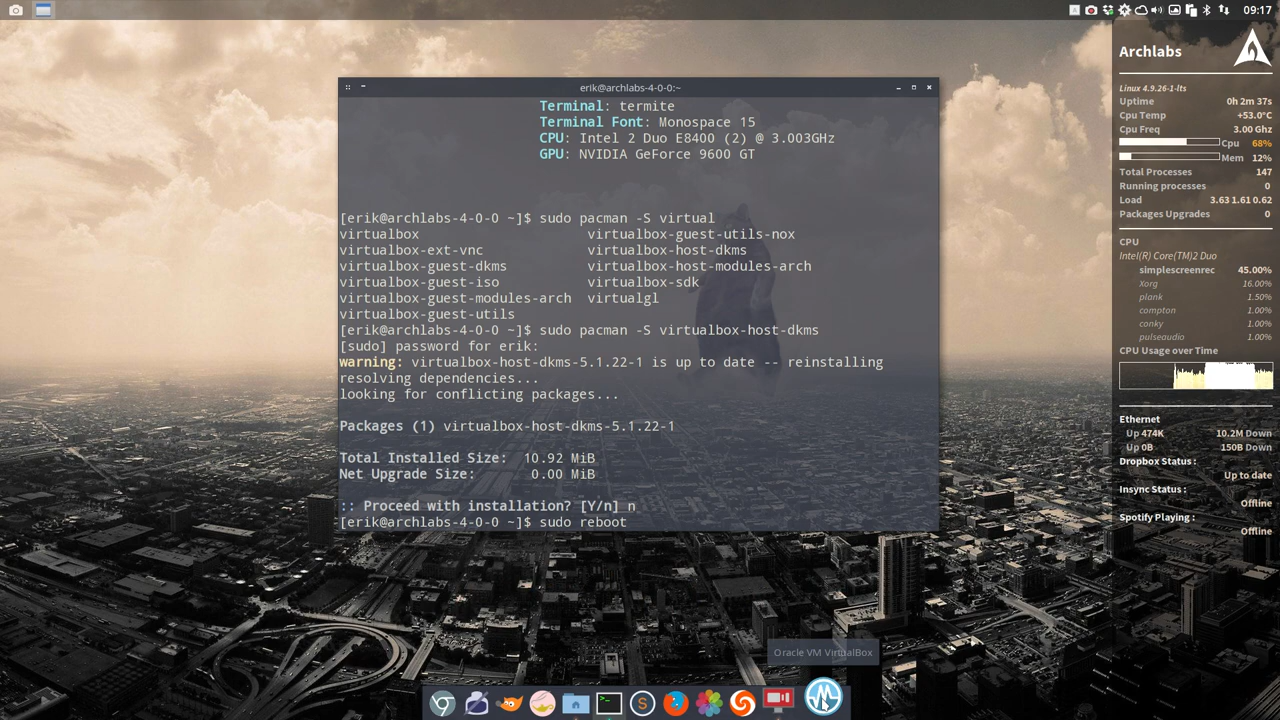 09:17
erik@archlabs-4-0-0:~
Terminal: termite
Terminal Font: Monospace 15
CPU: Intel 2 Duo E8400 (2) @ 3.003GHz
GPU: NVIDIA GeForce 9600 GT
[erik@archlabs-4-0-0 ~]$ sudo pacman -S virtual
virtualbox virtualbox-guest-utils-nox
virtualbox-ext-vnc virtualbox-host-dkms
virtualbox-guest-dkms virtualbox-host-modules-arch
virtualbox-guest-iso virtualbox-sdk
virtualbox-guest-modules-arch virtualgl
virtualbox-guest-utils
[erik@archlabs-4-0-0 ~]$ sudo pacman -S virtualbox-host-dkms
[sudo] password for erik:
warning: virtualbox-host-dkms-5.1.22-1 is up to date -- reinstalling
resolving dependencies...
looking for conflicting packages...
Packages (1) virtualbox-host-dkms-5.1.22-1
Total Installed Size: 10.92 MiB
Net Upgrade Size: 0.00 MiB
:: Proceed with installation? [Y/n] n
[erik@archlabs-4-0-0 ~]$ sudo reboot
Archlabs
Linux 4.9.26-1-lts
Uptime 0h 2m 37s
Cpu Temp +53.0°C
Cpu Freq 3.00 Ghz
Cpu 68%
Mem 12%
Total Processes 147
Running processes 0
Load 3.63 1.61 0.62
Packages Upgrades 0
CPU
Intel(R) Core(TM)2 Duo
simplescreenrec 45.00%
Xorg 16.00%
plank 1.50%
compton 1.00%
conky 1.00%
pulseaudio 1.00%
CPU Usage over Time
Ethernet
Up 474K 10.2M Down
Up 0B 150B Down
Dropbox Status :
Up to date
Insync Status :
Offline
Spotify Playing :
Offline
Oracle VM VirtualBox